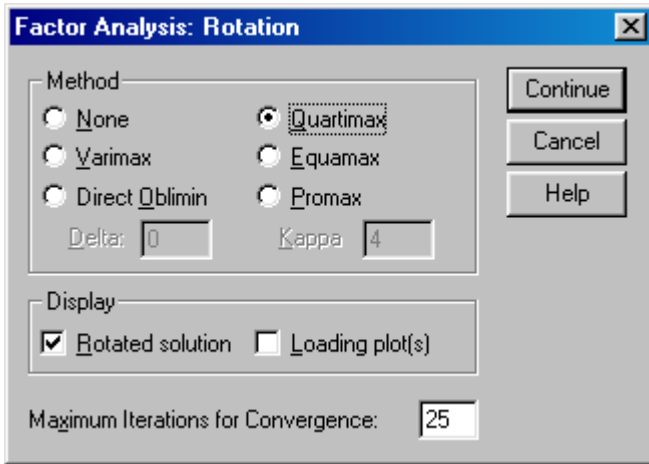 Factor Analysis: Rotation
Method
None
Quartimax
Varimax
Equamax
Direct Oblimin
Promax
Delta: 0
Kappa 4
Display
Rotated solution
Loading plot(s)
Maximum Iterations for Convergence: 25
Continue
Cancel
Help